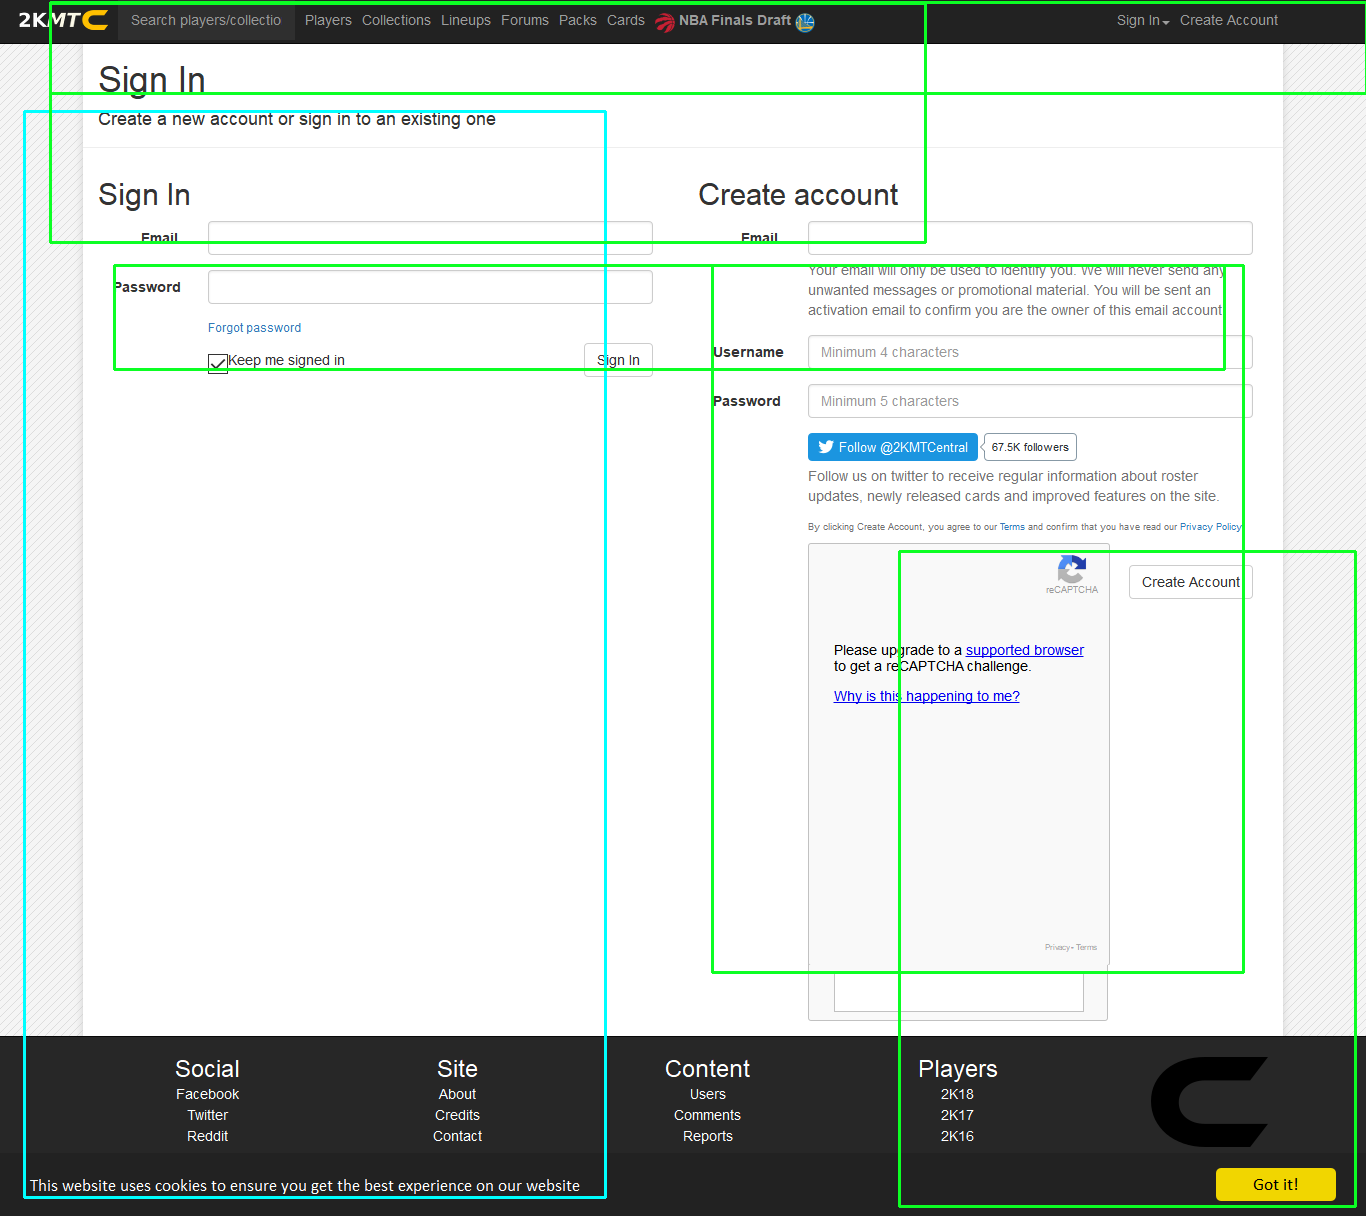 2KMTC Search players/collectio Players Collections Lineups Forums Packs Cards NBA Finals Draft Sign In Create Account
Sign In
Create a new account or sign in to an existing one
Sign In
Email
Password
Forgot password
Keep me signed in
Sign In
Create account
Email
Your email will only be used to identify you. We will never send any
unwanted messages or promotional material. You will be sent an
activation email to confirm you are the owner of this email account
Username Minimum 4 characters
Password Minimum 5 characters
Follow @2KMTCentral 67.5K followers
Follow us on twitter to receive regular information about roster
updates, newly released cards and improved features on the site.
By clicking Create Account, you agree to our Terms and confirm that you have read our Privacy Policy
reCAPTCHA
Create Account
Please upgrade to a supported browser
to get a reCAPTCHA challenge.
Why is this happening to me?
Privacy - Terms
Social
Facebook
Twitter
Reddit
Site
About
Credits
Contact
Content
Users
Comments
Reports
Players
2K18
2K17
2K16
This website uses cookies to ensure you get the best experience on our website
Got it!